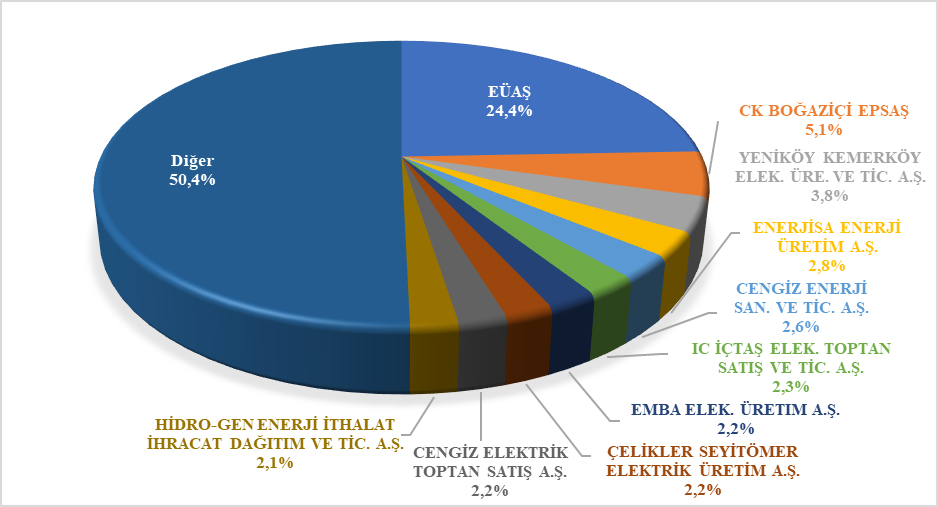 EÜAŞ
24,4%
CK BOĞAZİÇİ EPSAŞ
5,1%
YENİKÖY KEMERKÖY
ELEK. ÜRE. VE TİC. A.Ş.
3,8%
ENERJİSA ENERJİ
ÜRETİM A.Ş.
2,8%
CENGİZ ENERJİ
SAN. VE TİC. A.Ş.
2,6%
IC İÇTAŞ ELEK. TOPTAN
SATIŞ VE TİC. A.Ş.
2,3%
EMBA ELEK. ÜRETIM A.Ş.
2,2%
ÇELİKLER SEYİTÖMER
ELEKTRİK ÜRETİM A.Ş.
2,2%
CENGİZ ELEKTRİK
TOPTAN SATIŞ A.Ş.
2,2%
HİDRO-GEN ENERJİ İTHALAT
İHRACAT DAĞITIM VE TİC. A.Ş.
2,1%
Diğer
50,4%